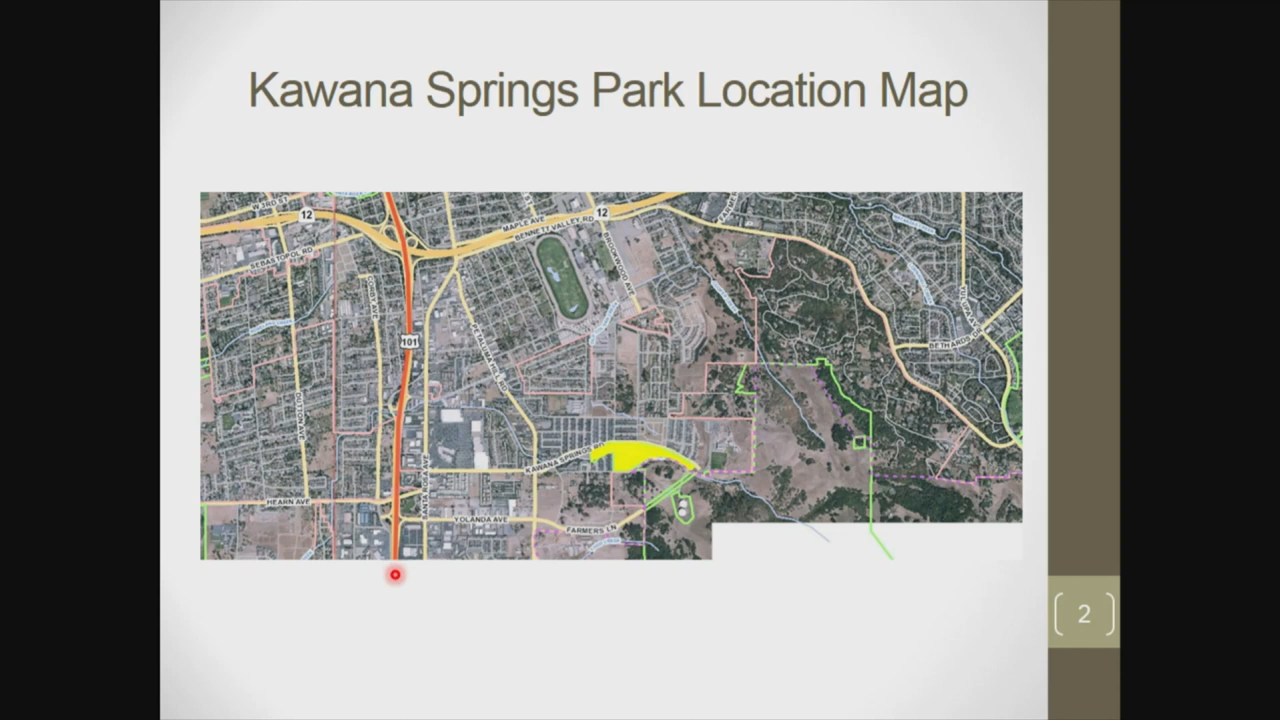 Kawana Springs Park Location Map
W 3RD ST
12
12
MAPLE AVE
BENNETT VALLEY RD
SEBASTOPOL RD
BROOKWOOD AVE
CORBY AVE
101
PETALUMA HILL RD
BETHARDS
DUTTON AVE
KAWANA SPRINGS RD
SANTA ROSA AVE
HEARN AVE
YOLANDA AVE
FARMERS LN
2